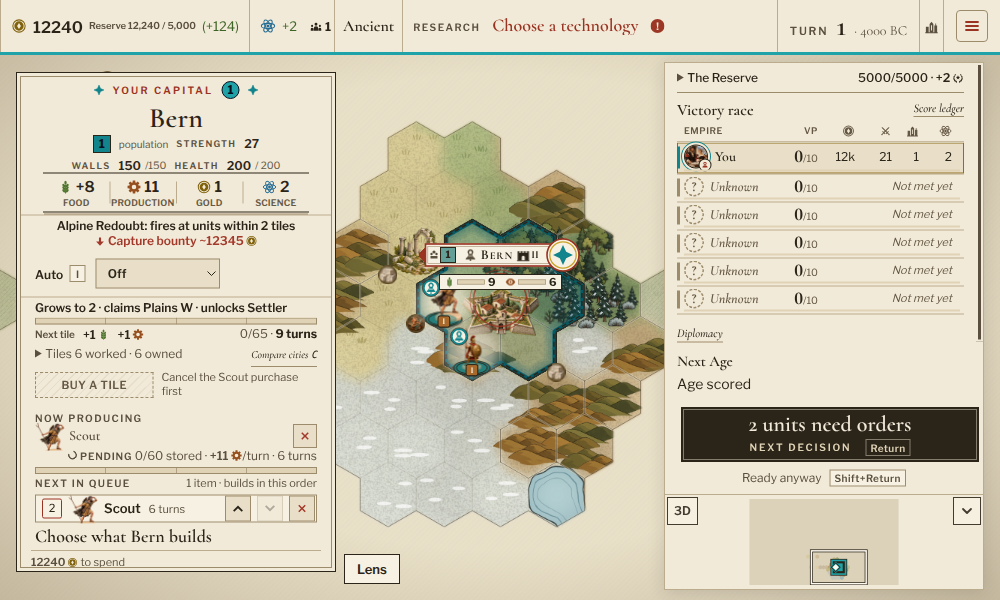 12240 Reserve 12,240 / 5,000 (+124) +2 1 Ancient RESEARCH Choose a technology ! TURN 1 · 4000 BC
YOUR CAPITAL 1
Bern
1 population STRENGTH 27
WALLS 150 /150 HEALTH 200 / 200
+8 11 1 2
FOOD PRODUCTION GOLD SCIENCE
Alpine Redoubt: fires at units within 2 tiles
Capture bounty ~12345
Auto I Off
Grows to 2 · claims Plains W · unlocks Settler
Next tile +1 +1 0/65 · 9 turns
Tiles 6 worked · 6 owned Compare cities C
BUY A TILE Cancel the Scout purchase first
NOW PRODUCING
Scout
PENDING 0/60 stored · +11 /turn · 6 turns
NEXT IN QUEUE 1 item · builds in this order
2 Scout 6 turns
Choose what Bern builds
12240 to spend
1 BERN II
9 6
I
I
Lens
The Reserve 5000/5000 · +2
Victory race Score ledger
EMPIRE VP
You 0/10 12k 21 1 2
? Unknown 0/10 Not met yet
? Unknown 0/10 Not met yet
? Unknown 0/10 Not met yet
? Unknown 0/10 Not met yet
? Unknown 0/10 Not met yet
Diplomacy
Next Age
Age scored
2 units need orders
NEXT DECISION Return
Ready anyway Shift+Return
3D